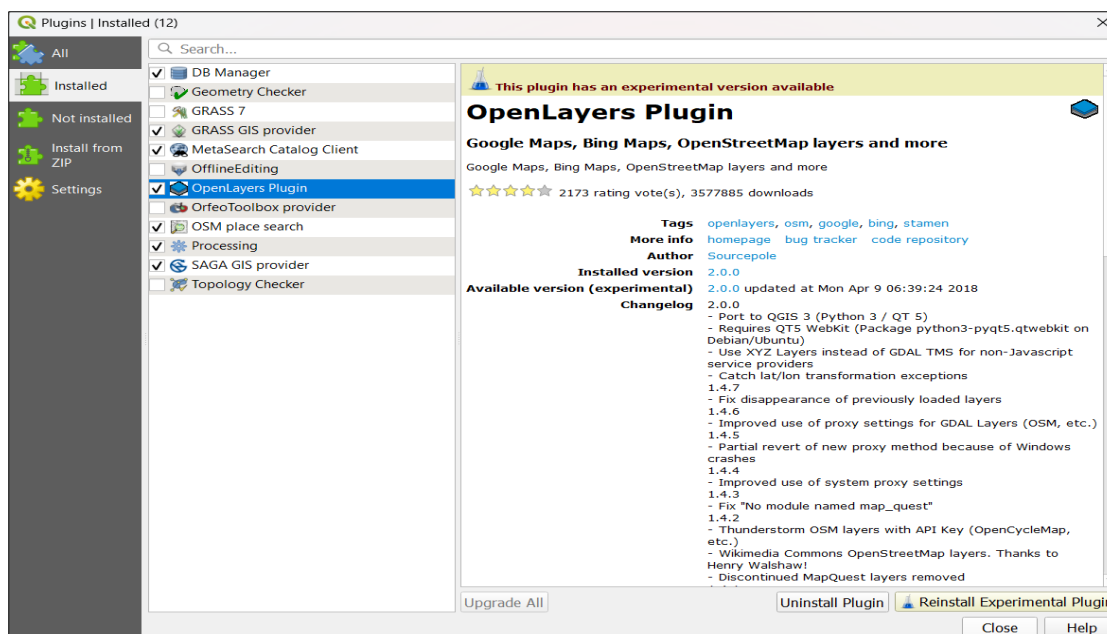 Plugins | Installed (12)
All
Installed
Not installed
Install from
ZIP
Settings
Search...
DB Manager
Geometry Checker
GRASS 7
GRASS GIS provider
MetaSearch Catalog Client
OfflineEditing
OpenLayers Plugin
OrfeoToolbox provider
OSM place search
Processing
SAGA GIS provider
Topology Checker
This plugin has an experimental version available
OpenLayers Plugin
Google Maps, Bing Maps, OpenStreetMap layers and more
Google Maps, Bing Maps, OpenStreetMap layers and more
2173 rating vote(s), 3577885 downloads
Tags openlayers, osm, google, bing, stamen
More info homepage bug tracker code repository
Author Sourcepole
Installed version 2.0.0
Available version (experimental) 2.0.0 updated at Mon Apr 9 06:39:24 2018
Changelog 2.0.0
- Port to QGIS 3 (Python 3 / QT 5)
- Requires QT5 WebKit (Package python3-pyqt5.qtwebkit on
Debian/Ubuntu)
- Use XYZ Layers instead of GDAL TMS for non-Javascript
service providers
- Catch lat/lon transformation exceptions
1.4.7
- Fix disappearance of previously loaded layers
1.4.6
- Improved use of proxy settings for GDAL Layers (OSM, etc.)
1.4.5
- Partial revert of new proxy method because of Windows
crashes
1.4.4
- Improved use of system proxy settings
1.4.3
- Fix "No module named map_quest"
1.4.2
- Thunderstorm OSM layers with API Key (OpenCycleMap,
etc.)
- Wikimedia Commons OpenStreetMap layers. Thanks to
Henry Walshaw!
- Discontinued MapQuest layers removed
Upgrade All
Uninstall Plugin
Reinstall Experimental Plugin
Close
Help